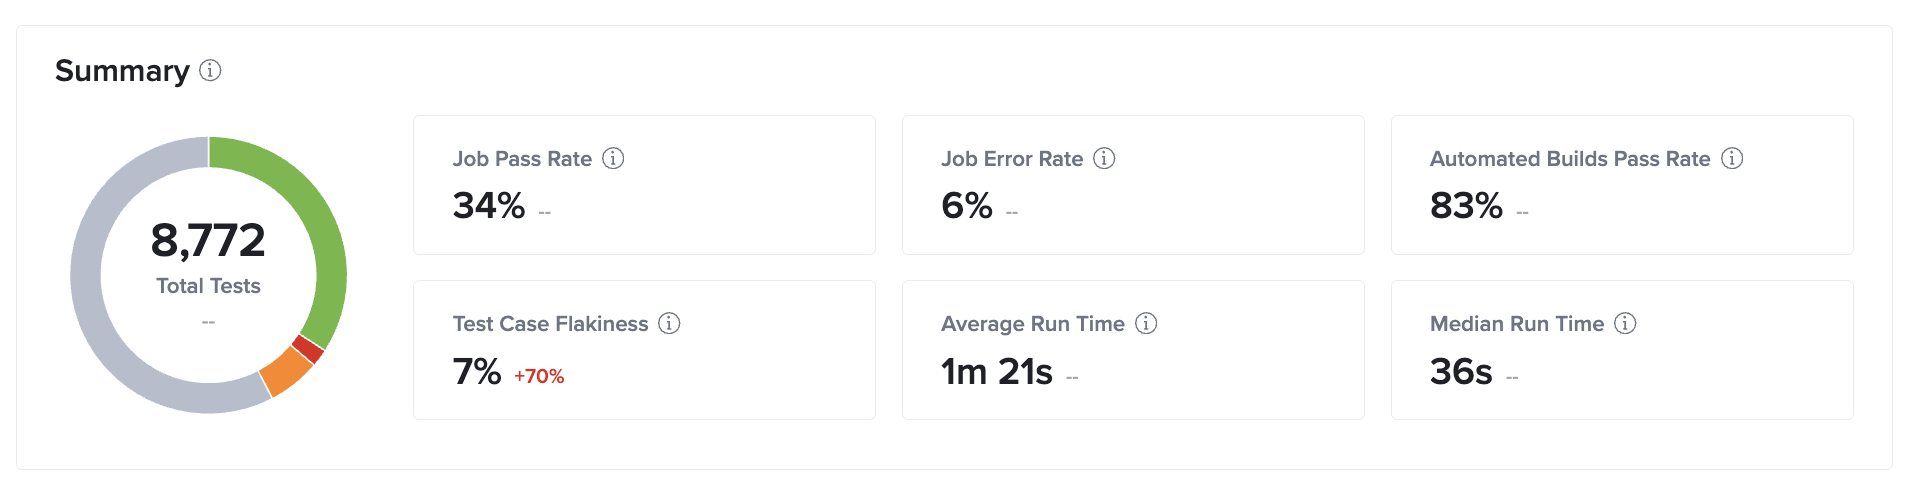 Summary
8,772
Total Tests
--
Job Pass Rate
34% --
Job Error Rate
6% --
Automated Builds Pass Rate
83% --
Test Case Flakiness
7% +70%
Average Run Time
1m 21s --
Median Run Time
36s --